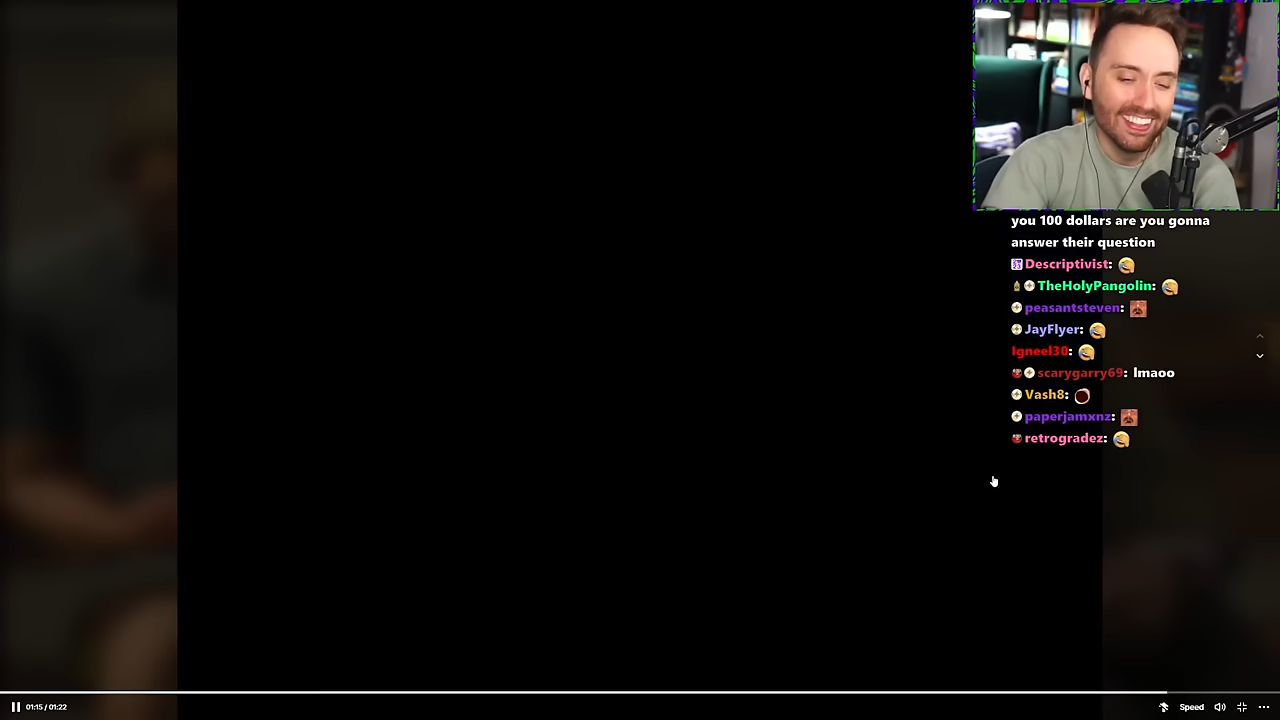 you 100 dollars are you gonna
answer their question
Descriptivist:
TheHolyPangolin:
peasantsteven:
JayFlyer:
Igneel30:
scarygarry69: lmaoo
Vash8:
paperjamxnz:
retrogradez:
01:15 / 01:22
Speed